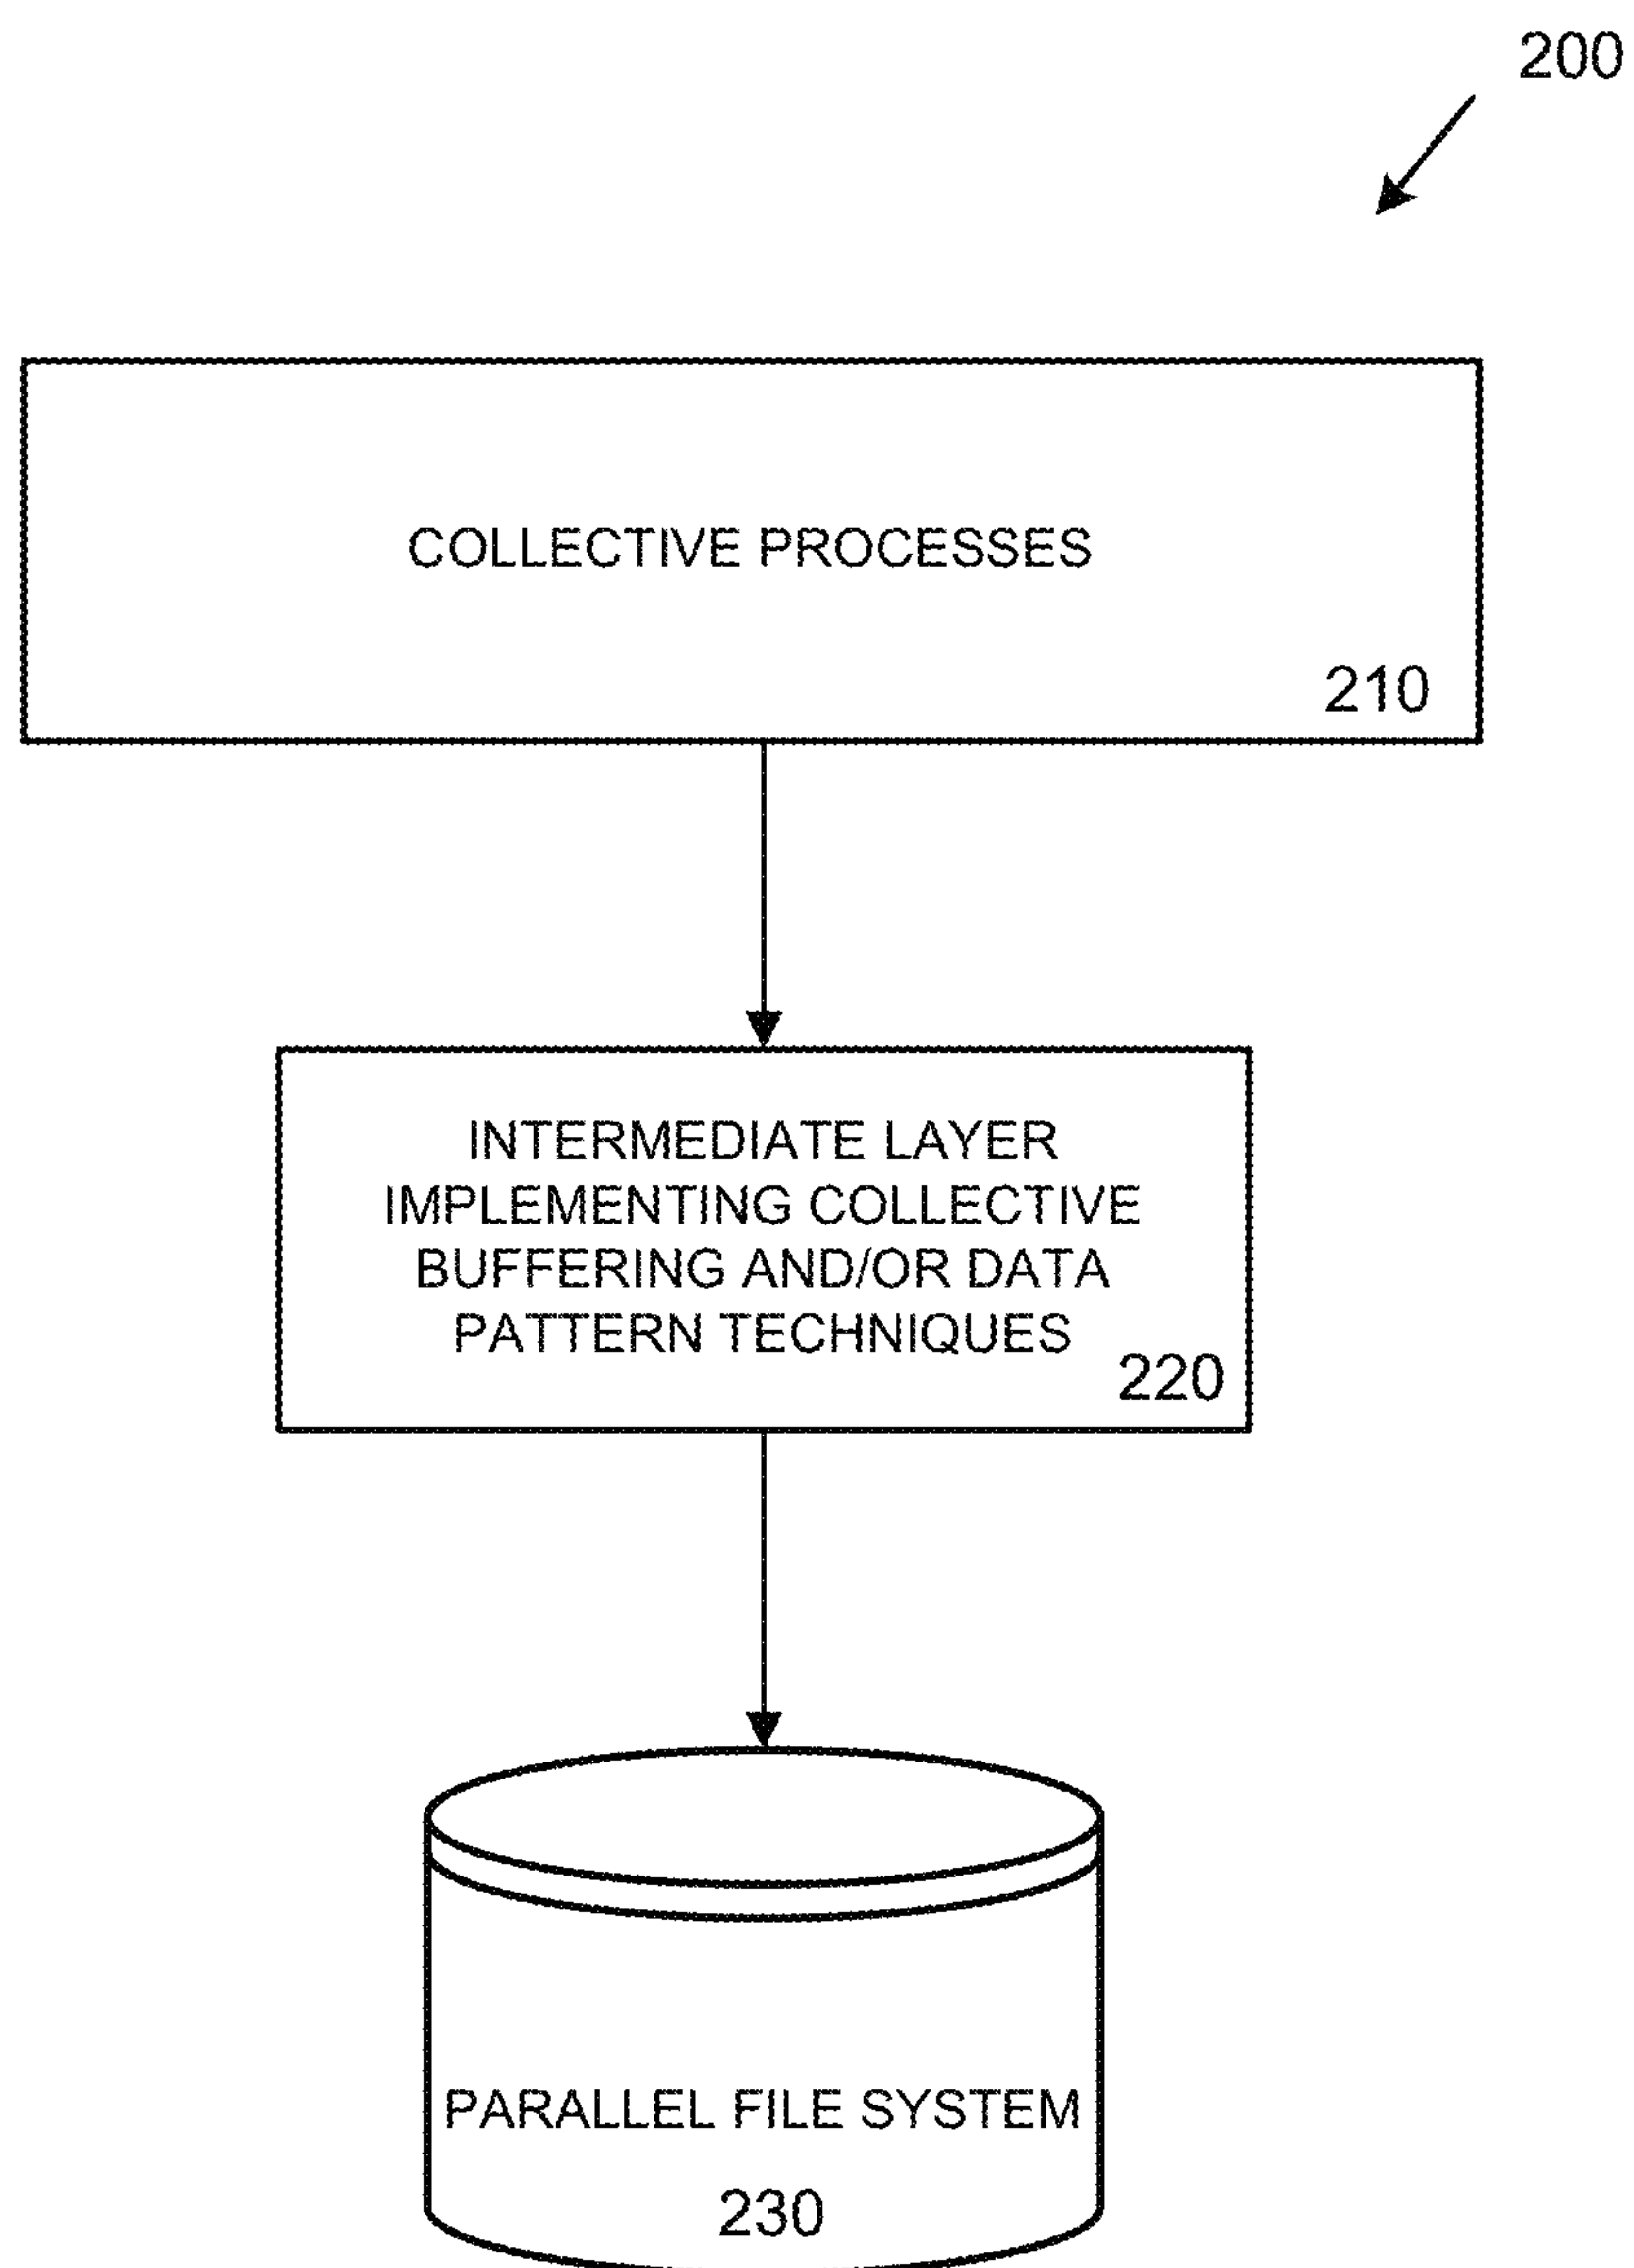 200
COLLECTIVE PROCESSES
210
INTERMEDIATE LAYER
IMPLEMENTING COLLECTIVE
BUFFERING AND/OR DATA
PATTERN TECHNIQUES
220
PARALLEL FILE SYSTEM
230